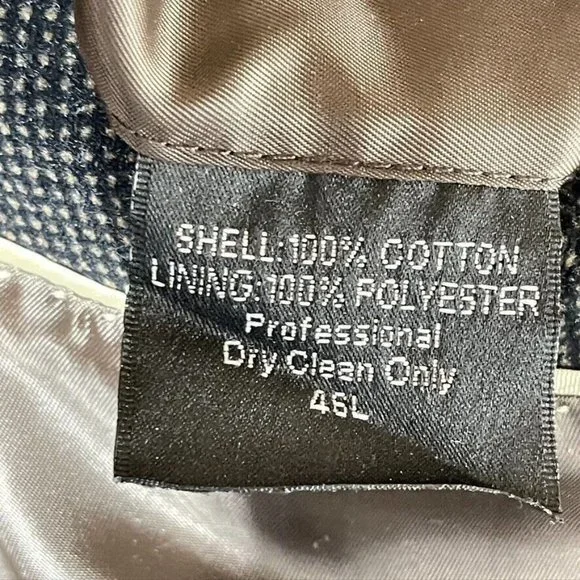 SHELL:100% COTTON
LINING:100% POLYESTER
Professional
Dry Clean Only
46L